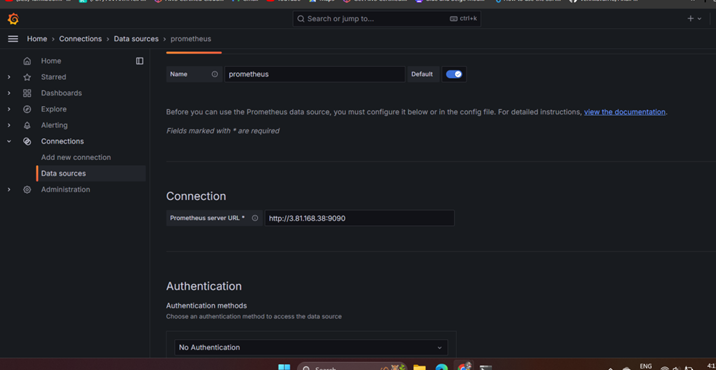 Search or jump to...
ctrl+k
Home > Connections > Data sources > prometheus
Home
Starred
Dashboards
Explore
Alerting
Connections
Add new connection
Data sources
Administration
Name
prometheus
Default
Before you can use the Prometheus data source, you must configure it below or in the config file. For detailed instructions, view the documentation.
Fields marked with * are required
Connection
Prometheus server URL *
http://3.81.168.38:9090
Authentication
Authentication methods
Choose an authentication method to access the data source
No Authentication
Search
ENG